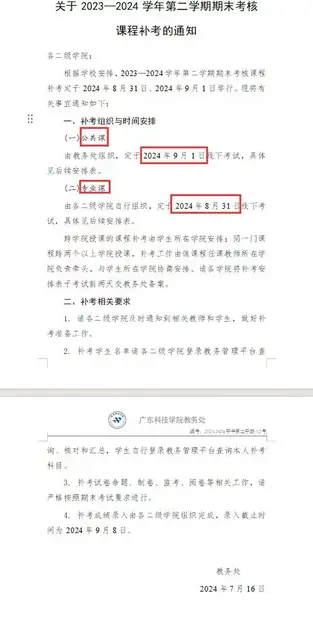 关于 2023—2024 学年第二学期期末考核
课程补考的通知
各二级学院：
根据学校安排，2023—2024 学年第二学期期末考核课程
补考定于 2024 年 8 月 31 日、2024 年 9 月 1 日举行。现将有
关事宜通知如下：
一、补考组织与时间安排
（一）公共课
由教务处组织，定于 2024 年 9 月 1 日线下考试，具体
见后续安排表。
（二）专业课
由各二级学院自行组织，定于 2024 年 8 月 31 日线下考
试，具体见后续安排表。
跨学院授课的课程补考由学生所在学院安排；同一门课
程跨两个以上学院授课，补考工作由该课程任课教师所在学
院负责牵头，与学生所在学院协商安排。请各学院将补考安
排表于考试前两天交教务处备案。
二、补考相关要求
1. 请各二级学院及时通知到相关教师和学生，做好补
考准备工作。
2. 补考学生名单请各二级学院登录教务管理平台查
广东科技学院教务处
询、核对和汇总，学生自行登录教务管理平台查询本人补考
科目。
3. 补考试卷命题、制卷、监考、阅卷等相关工作，请
严格按照期末考试要求进行。
4. 补考成绩录入由各二级学院组织完成，录入截止时
间为 2024 年 9 月 8 日。
教务处
2024 年 7 月 16 日